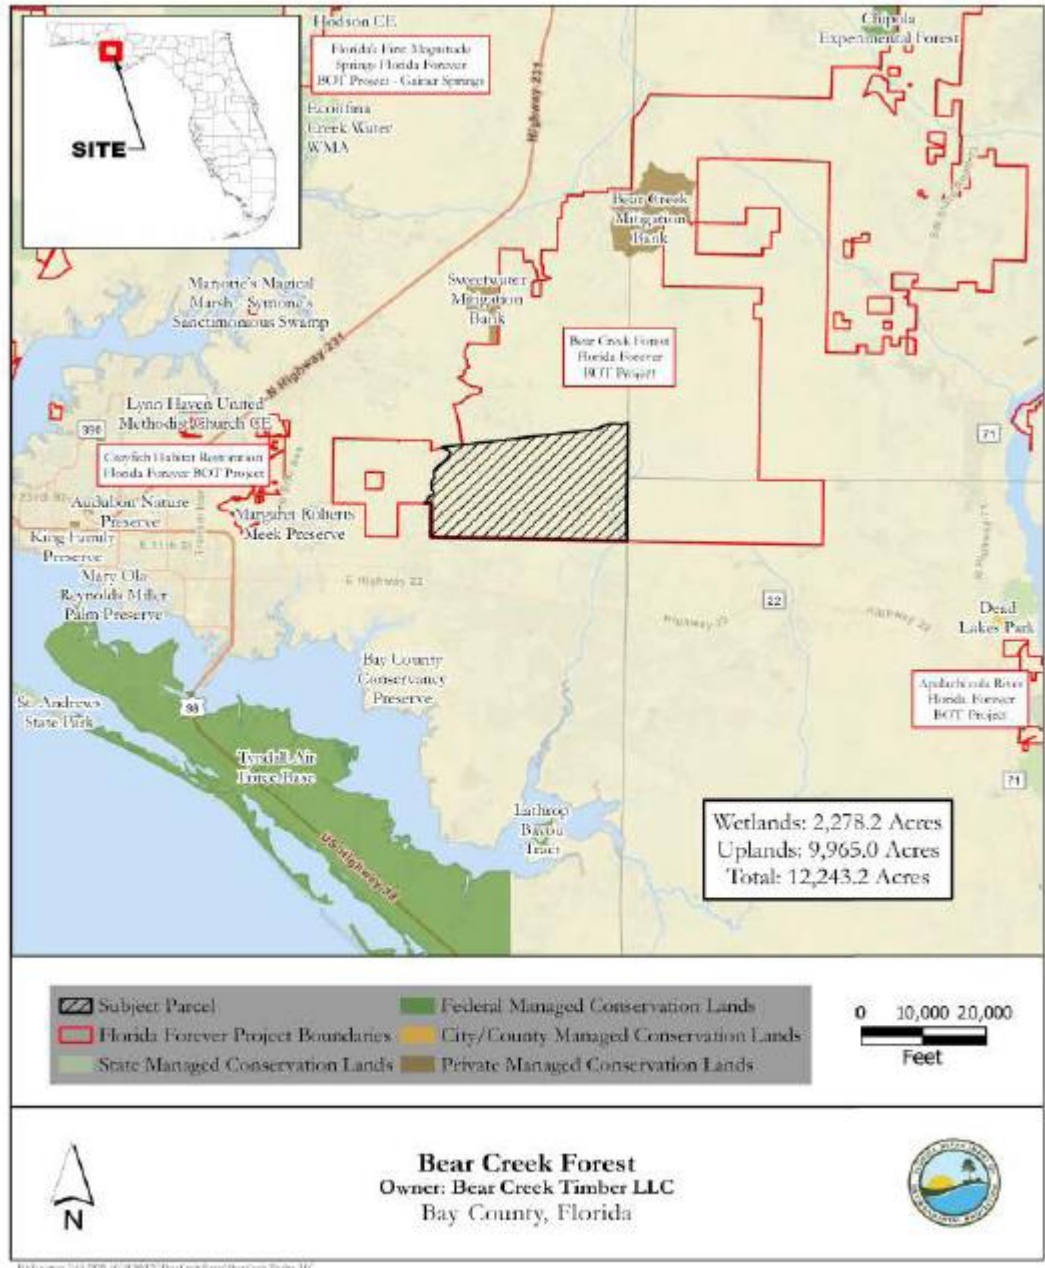 Hodson CE
Florida's First Magnitude
Springs Florida Forever
BOT Project - Gainer Springs
Chipola
Experimental Forest
Highway 231
Econfina
Creek Water
WMA
SITE
Bear Creek
Mitigation
Bank
Marjorie's Magical
Marsh - Symone's
Sanctimonious Swamp
Sweetwater
Mitigation
Bank
Bear Creek Forest
Florida Forever
BOT Project
N Highway 231
Lynn Haven United
Methodist Church CE
390
71
Crayfish Habitat Restoration
Florida Forever BOT Project
23rd St
Audubon Nature
Preserve
Margaret Roberts
Meek Preserve
King Family
Preserve
E 11th St
Mary Ola
Reynolds Miller
Palm Preserve
E Highway 22
22
Highway 22
Highway 22
Dead
Lakes Park
Bay County
Conservancy
Preserve
Apalachicola River
Florida Forever
BOT Project
St. Andrews
State Park
98
Tyndall Air
Force Base
71
Lathrop
Bayou
Tract
US Highway 98
Wetlands: 2,278.2 Acres
Uplands: 9,965.0 Acres
Total: 12,243.2 Acres
Subject Parcel
Florida Forever Project Boundaries
State Managed Conservation Lands
Federal Managed Conservation Lands
City/County Managed Conservation Lands
Private Managed Conservation Lands
0 10,000 20,000
Feet
N
Bear Creek Forest
Owner: Bear Creek Timber LLC
Bay County, Florida